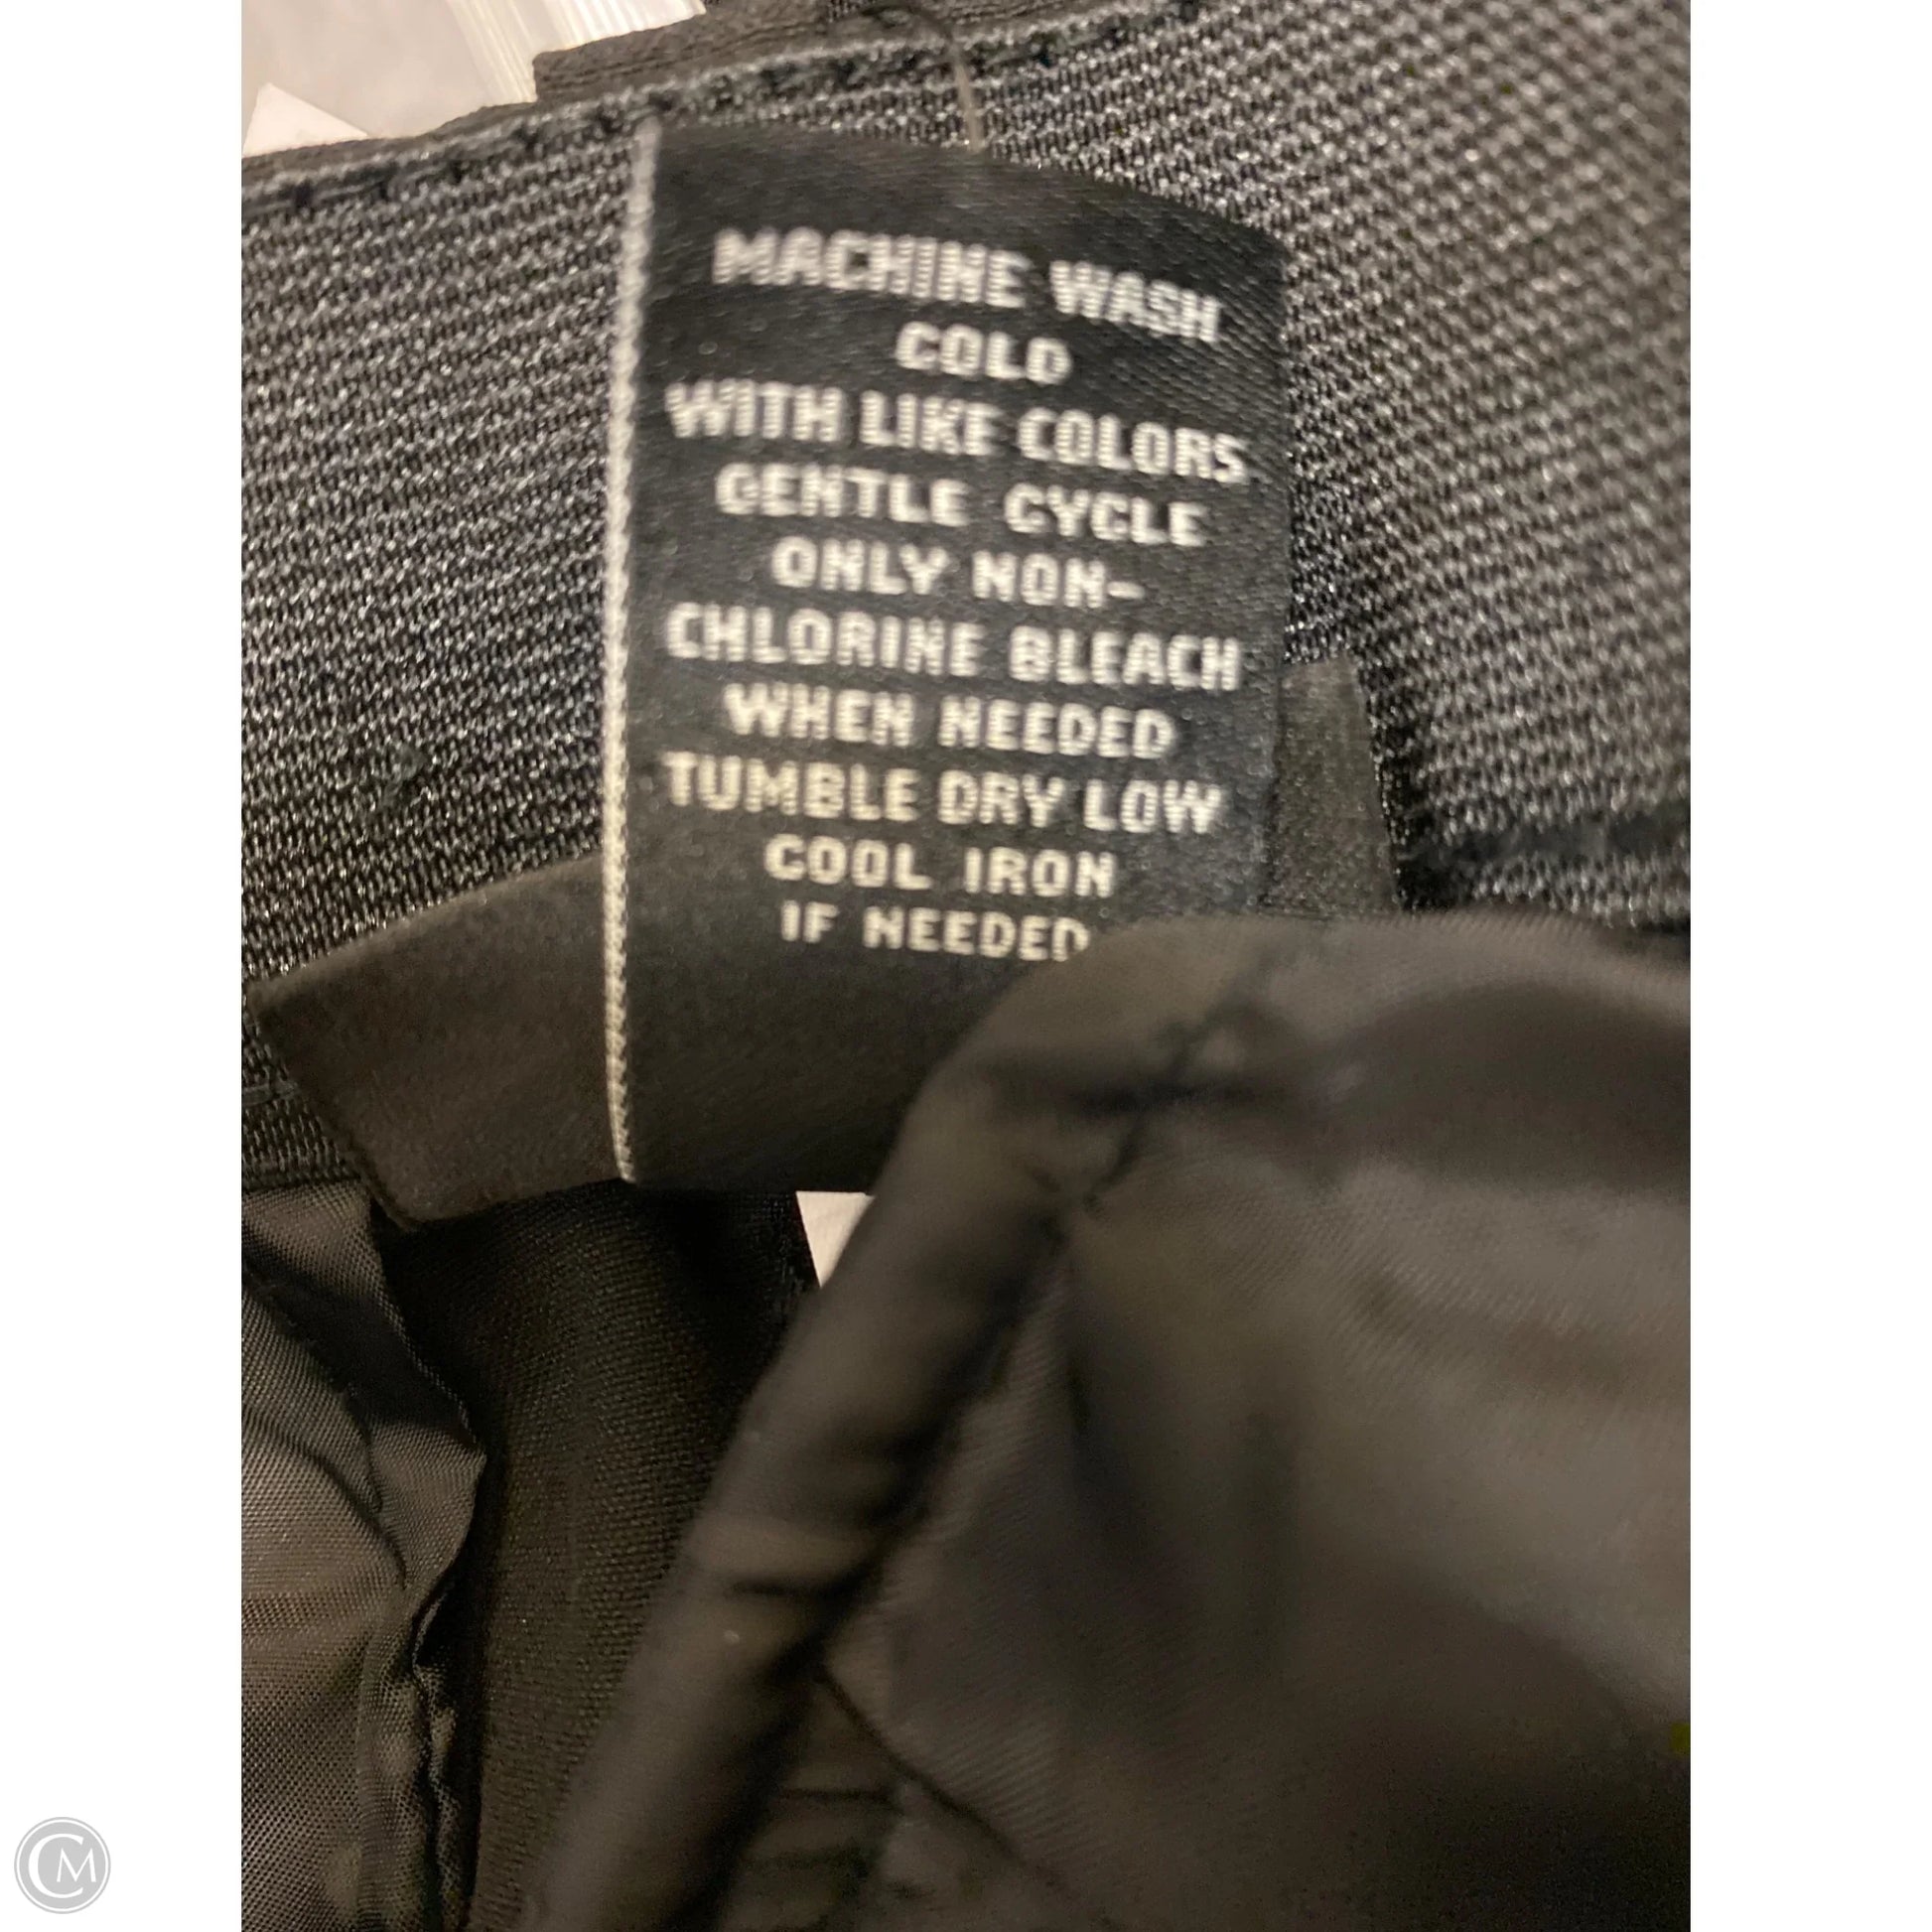 MACHINE WASH
COLD
WITH LIKE COLORS
GENTLE CYCLE
ONLY NON-
CHLORINE BLEACH
WHEN NEEDED
TUMBLE DRY LOW
COOL IRON
IF NEEDED
CM